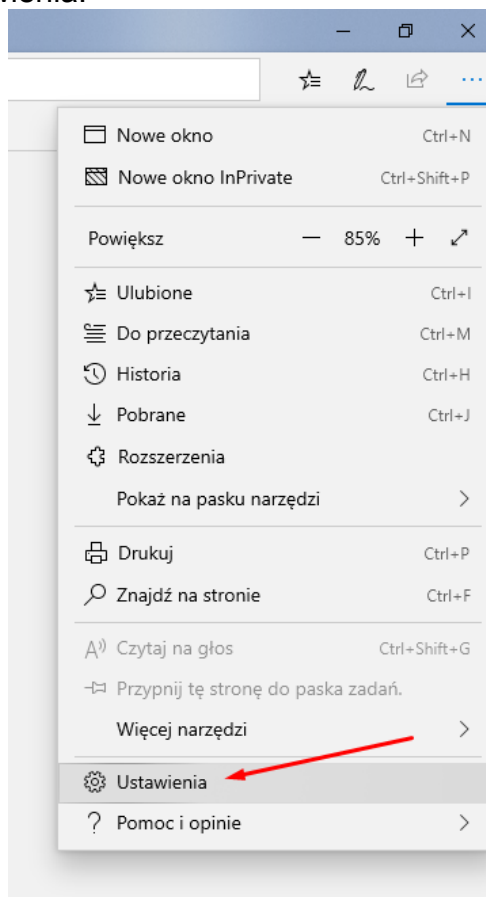 Nowe okno Ctrl+N
Nowe okno InPrivate Ctrl+Shift+P
Powiększ — 85% +
Ulubione Ctrl+I
Do przeczytania Ctrl+M
Historia Ctrl+H
Pobrane Ctrl+J
Rozszerzenia
Pokaż na pasku narzędzi
Drukuj Ctrl+P
Znajdź na stronie Ctrl+F
Czytaj na głos Ctrl+Shift+G
Przypnij tę stronę do paska zadań.
Więcej narzędzi
Ustawienia
Pomoc i opinie